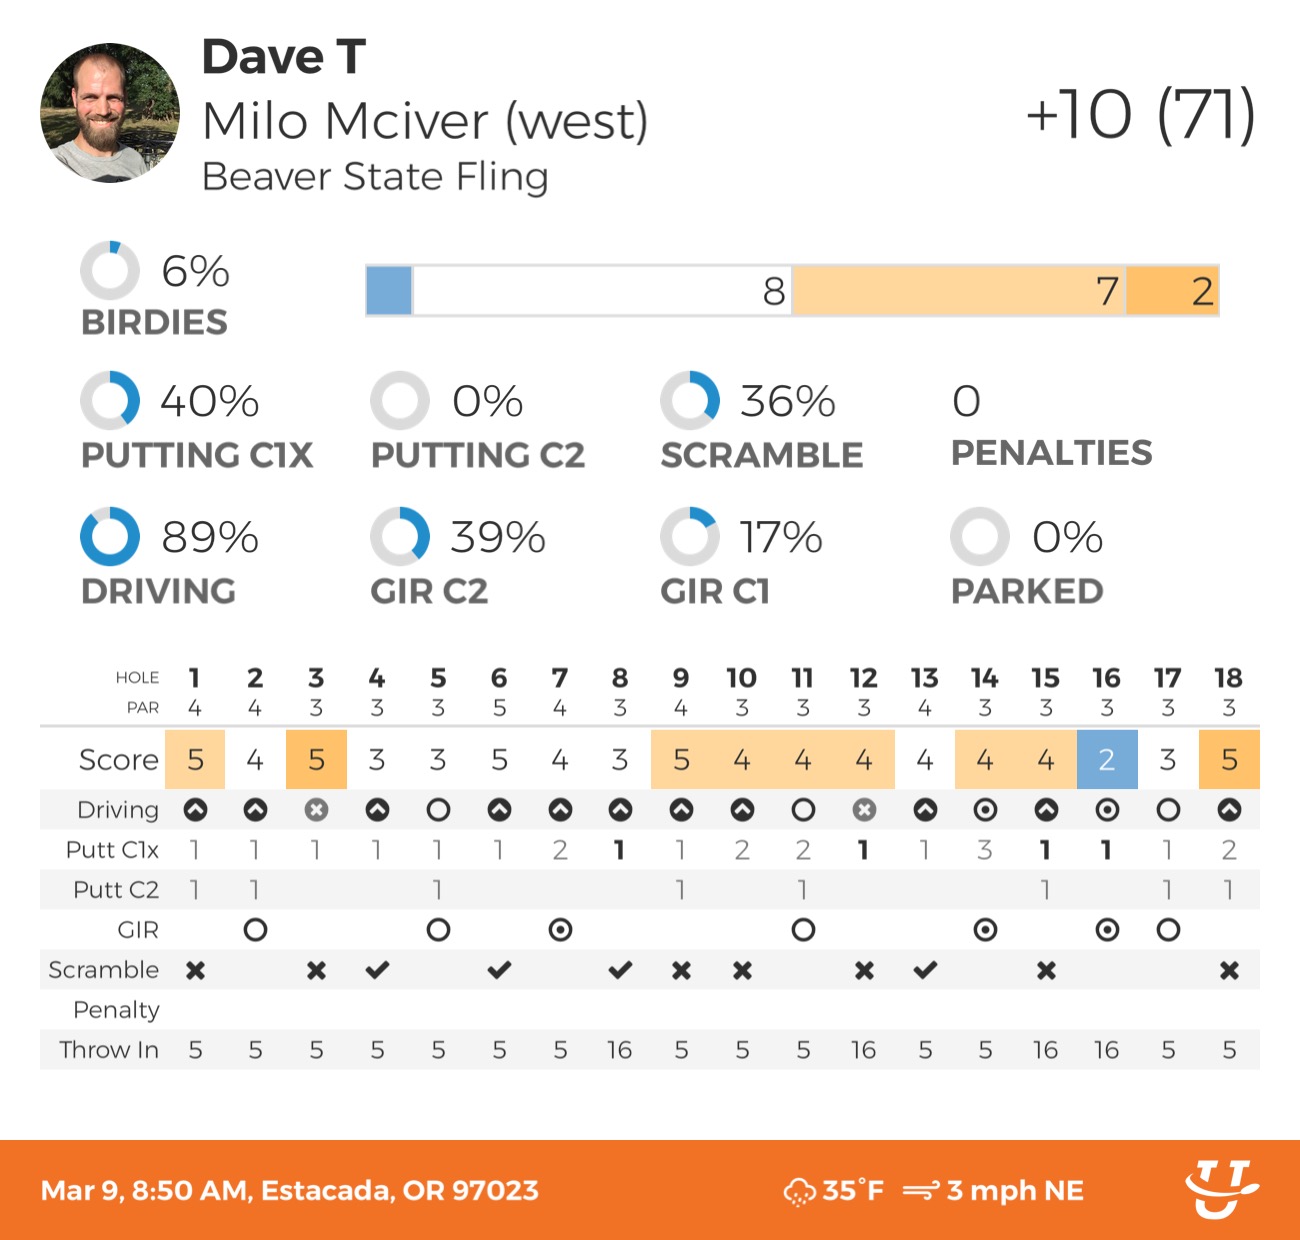 Dave T
Milo Mciver (west)
+10 (71)
Beaver State Fling
6%
BIRDIES
8 7 2
40% 0% 36% 0
PUTTING C1X PUTTING C2 SCRAMBLE PENALTIES
89% 39% 17% 0%
DRIVING GIR C2 GIR C1 PARKED
HOLE 1 2 3 4 5 6 7 8 9 10 11 12 13 14 15 16 17 18
PAR 4 4 3 3 3 5 4 3 4 3 3 3 4 3 3 3 3 3
Score 5 4 5 3 3 5 4 3 5 4 4 4 4 4 4 2 3 5
Driving
Putt C1x 1 1 1 1 1 1 2 1 1 2 2 1 1 3 1 1 1 2
Putt C2 1 1 1 1 1 1 1 1
GIR
Scramble
Penalty
Throw In 5 5 5 5 5 5 5 16 5 5 5 16 5 5 16 16 5 5
Mar 9, 8:50 AM, Estacada, OR 97023 35°F 3 mph NE